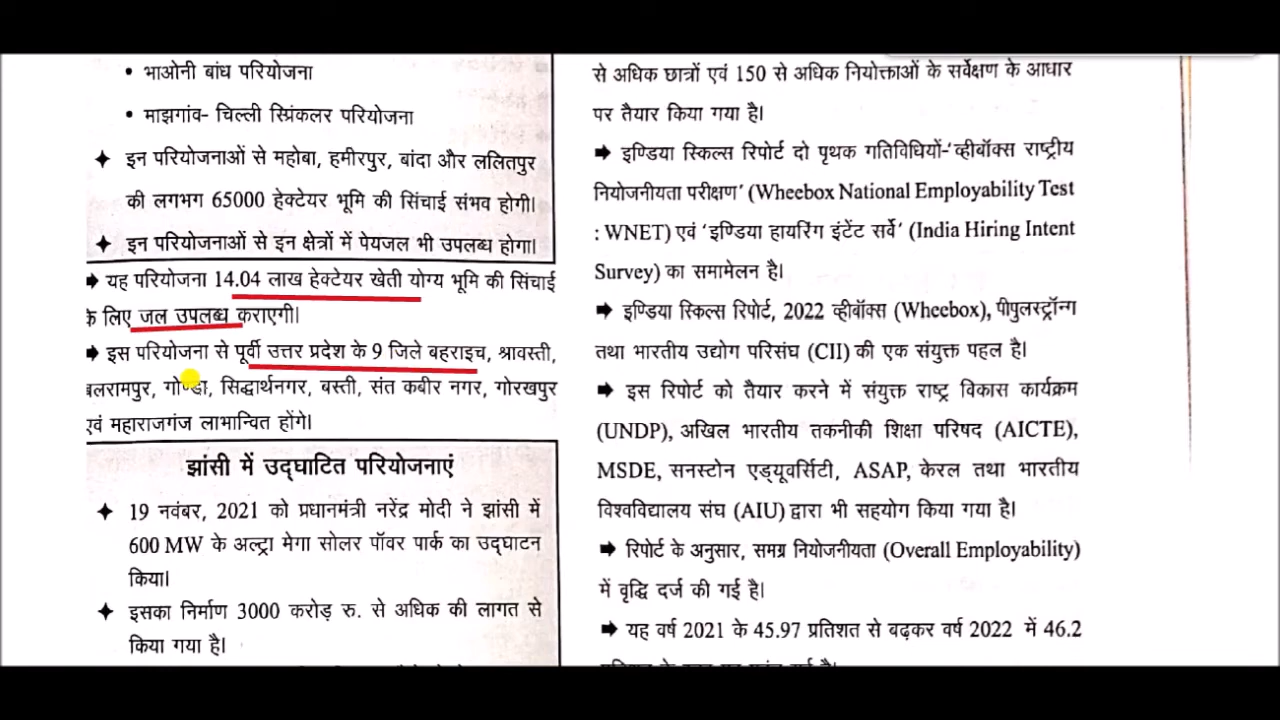 • भाओनी बांध परियोजना
• माझगांव- चिल्ली स्प्रिंकलर परियोजना
✦ इन परियोजनाओं से महोबा, हमीरपुर, बांदा और ललितपुर
की लगभग 65000 हेक्टेयर भूमि की सिंचाई संभव होगी।
✦ इन परियोजनाओं से इन क्षेत्रों में पेयजल भी उपलब्ध होगा।
➡ यह परियोजना 14.04 लाख हेक्टेयर खेती योग्य भूमि की सिंचाई
के लिए जल उपलब्ध कराएगी।
➡ इस परियोजना से पूर्वी उत्तर प्रदेश के 9 जिले बहराइच, श्रावस्ती,
बलरामपुर, गोण्डा, सिद्धार्थनगर, बस्ती, संत कबीर नगर, गोरखपुर
एवं महाराजगंज लाभान्वित होंगे।
झांसी में उद्घाटित परियोजनाएं
✦ 19 नवंबर, 2021 को प्रधानमंत्री नरेंद्र मोदी ने झांसी में
600 MW के अल्ट्रा मेगा सोलर पॉवर पार्क का उद्घाटन
किया।
✦ इसका निर्माण 3000 करोड़ रु. से अधिक की लागत से
किया गया है।
से अधिक छात्रों एवं 150 से अधिक नियोक्ताओं के सर्वेक्षण के आधार
पर तैयार किया गया है।
➡ इण्डिया स्किल्स रिपोर्ट दो पृथक गतिविधियों-'व्हीबॉक्स राष्ट्रीय
नियोजनीयता परीक्षण' (Wheebox National Employability Test
: WNET) एवं 'इण्डिया हायरिंग इंटेंट सर्वे' (India Hiring Intent
Survey) का समामेलन है।
➡ इण्डिया स्किल्स रिपोर्ट, 2022 व्हीबॉक्स (Wheebox), पीपुलस्ट्रॉन्ग
तथा भारतीय उद्योग परिसंघ (CII) की एक संयुक्त पहल है।
➡ इस रिपोर्ट को तैयार करने में संयुक्त राष्ट्र विकास कार्यक्रम
(UNDP), अखिल भारतीय तकनीकी शिक्षा परिषद (AICTE),
MSDE, सनस्टोन एड्यूवर्सिटी, ASAP, केरल तथा भारतीय
विश्वविद्यालय संघ (AIU) द्वारा भी सहयोग किया गया है।
➡ रिपोर्ट के अनुसार, समग्र नियोजनीयता (Overall Employability)
में वृद्धि दर्ज की गई है।
➡ यह वर्ष 2021 के 45.97 प्रतिशत से बढ़कर वर्ष 2022 में 46.2